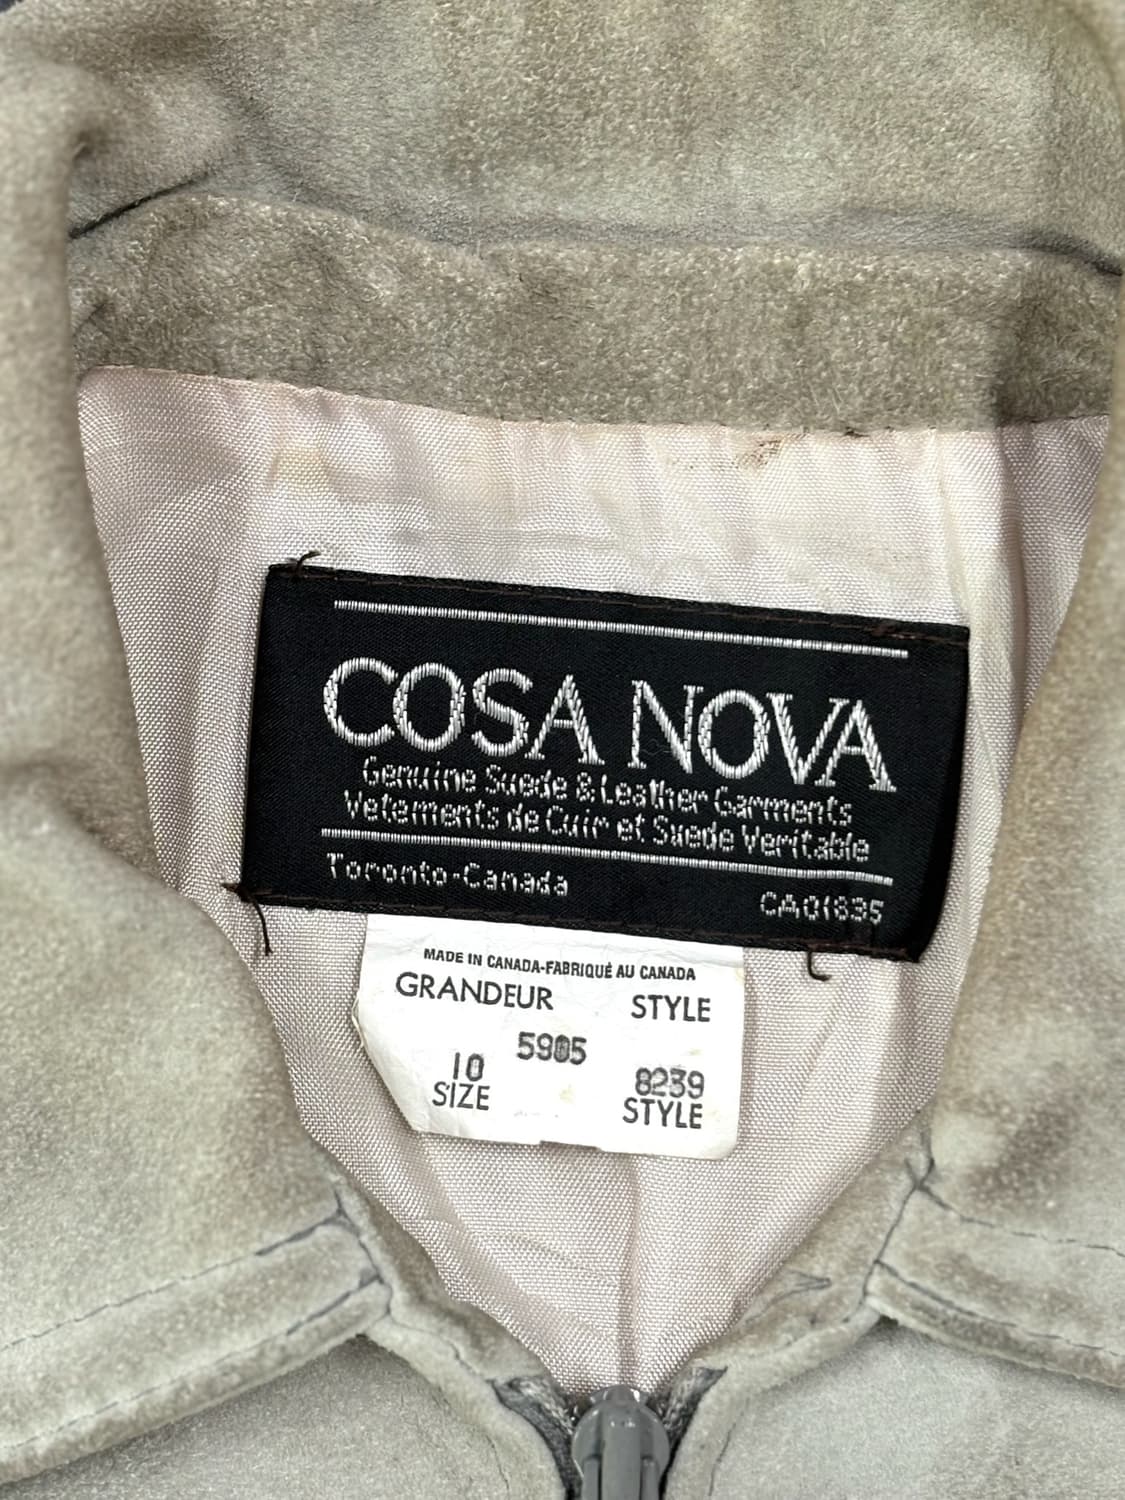 COSA NOVA
Genuine Suede & Leather Garments
Vetements de Cuir et Suede Veritable
Toronto-Canada CA01835
MADE IN CANADA-FABRIQUÉ AU CANADA
GRANDEUR STYLE
5905
10 8239
SIZE STYLE